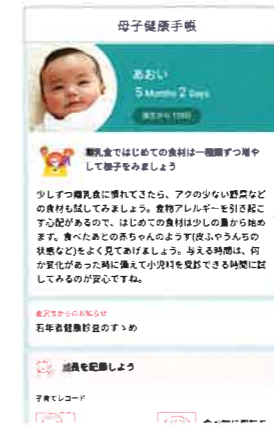 母子健康手帳
あおい
5 Months 2 Days
離乳食ではじめての食材は一種類ずつ増や
して様子をみましょう
少しずつ離乳食に慣れてきたら、アクの少ない野菜など
の食材も試してみましょう。食物アレルギーを引き起こ
す心配があるので、はじめての食材は少しの量から始め
ます。食べたあとの赤ちゃんのようす(皮ふやうんちの
状態など)をよく見てあげましょう。与える時間は、何
か変化があった時に備えて小児科を受診できる時間に試
してみるのが安心ですね。
金沢市からのお知らせ
若年者健康診査のすゝめ
成長を記録しよう
子育てレコード